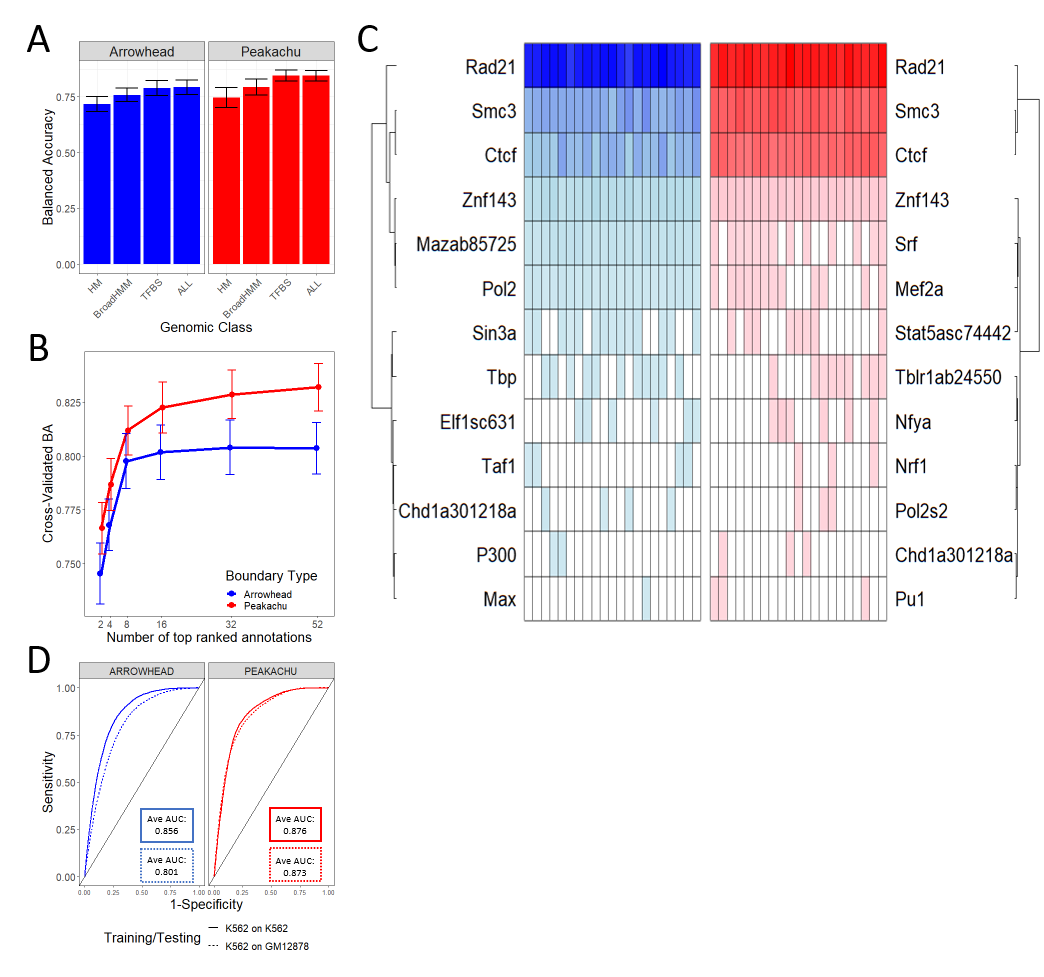 A
Arrowhead
Peakachu
Balanced Accuracy
0.75
0.50
0.25
0.00
HM
BroadHMM
TFBS
ALL
HM
BroadHMM
TFBS
ALL
Genomic Class
B
Cross-Validated BA
0.825
0.800
0.775
0.750
Boundary Type
Arrowhead
Peakachu
2 4 8 16 32 52
Number of top ranked annotations
C
Rad21
Smc3
Ctcf
Znf143
Mazab85725
Pol2
Sin3a
Tbp
Elf1sc631
Taf1
Chd1a301218a
P300
Max
Rad21
Smc3
Ctcf
Znf143
Srf
Mef2a
Stat5asc74442
Tblr1ab24550
Nfya
Nrf1
Pol2s2
Chd1a301218a
Pu1
D
ARROWHEAD
PEAKACHU
Sensitivity
1.00
0.75
0.50
0.25
0.00
Ave AUC:
0.856
Ave AUC:
0.801
Ave AUC:
0.876
Ave AUC:
0.873
0.00 0.25 0.50 0.75 1.00
0.00 0.25 0.50 0.75 1.00
1-Specificity
Training/Testing
K562 on K562
K562 on GM12878